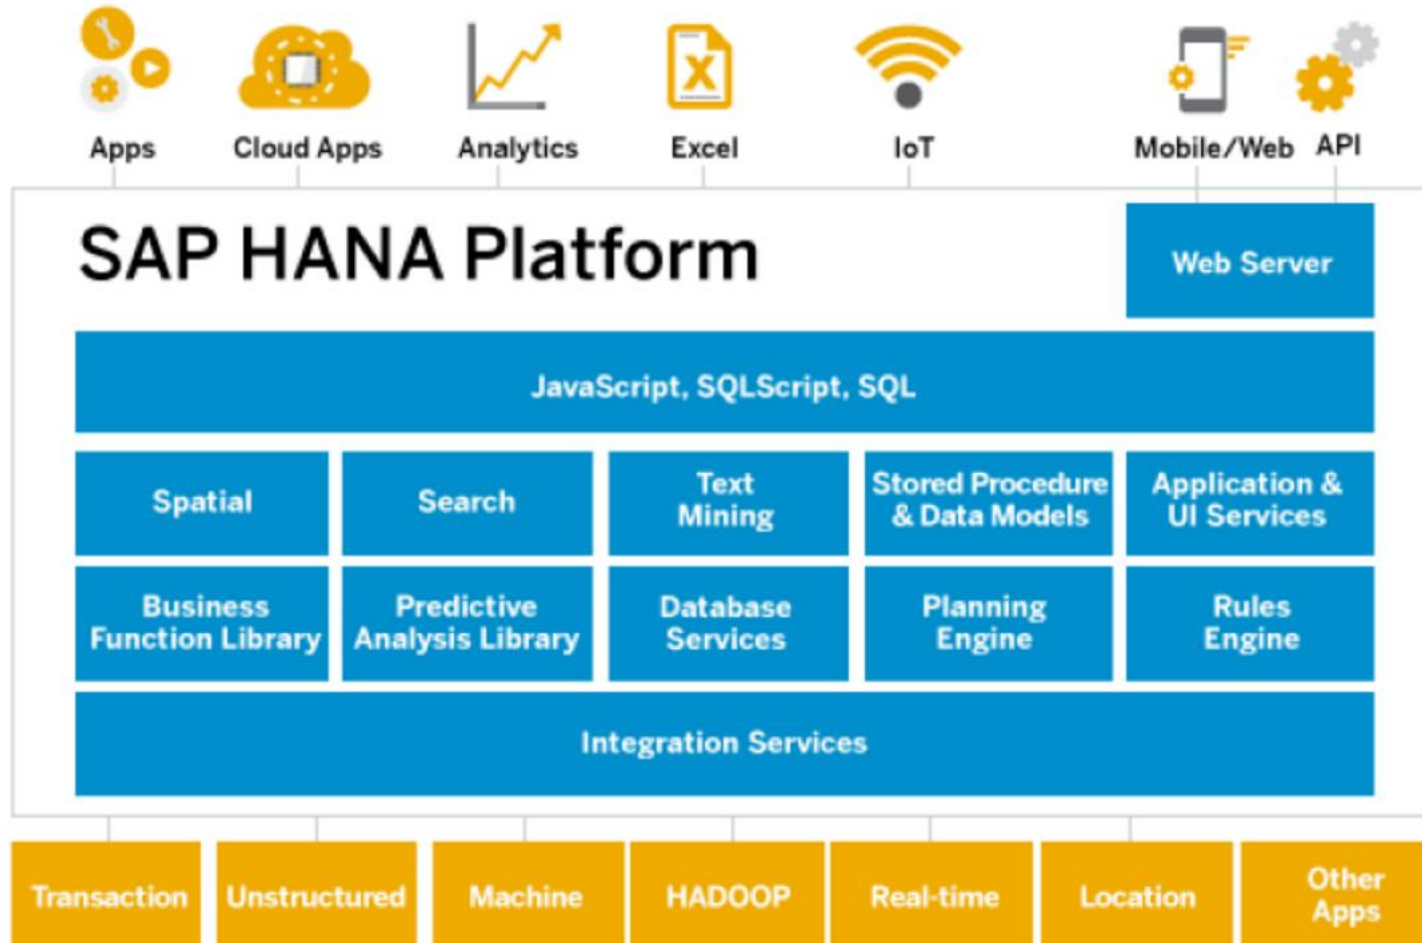 Apps
Cloud Apps
Analytics
X
Excel
IoT
Mobile/Web
API
SAP HANA Platform
Web Server
JavaScript, SQLScript, SQL
Spatial
Search
Text
Mining
Stored Procedure
& Data Models
Application &
UI Services
Business
Function Library
Predictive
Analysis Library
Database
Services
Planning
Engine
Rules
Engine
Integration Services
Transaction
Unstructured
Machine
HADOOP
Real-time
Location
Other
Apps